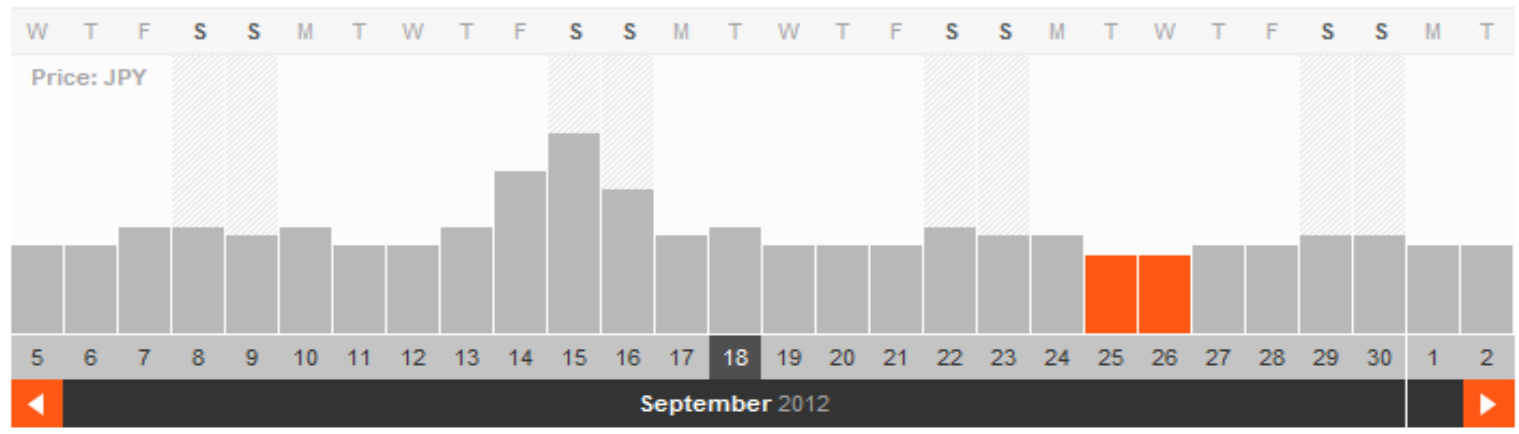 W T F S S M T W T F S S M T W T F S S M T W T F S S M T
Price: JPY
5 6 7 8 9 10 11 12 13 14 15 16 17 18 19 20 21 22 23 24 25 26 27 28 29 30 1 2
September 2012